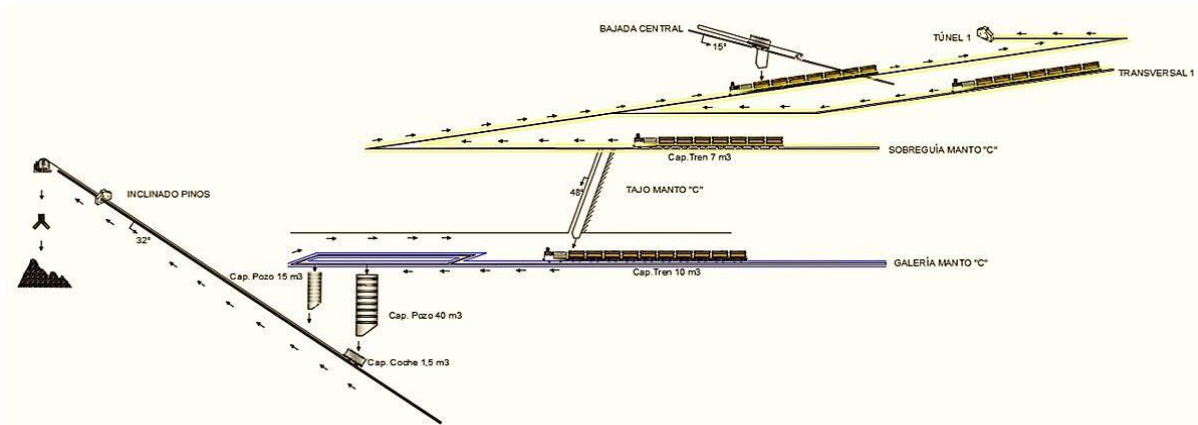 BAJADA CENTRAL
15°
TÚNEL 1
TRANSVERSAL 1
Cap.Tren 7 m3
SOBREGUÍA MANTO "C"
INCLINADO PINOS
32°
48°
TAJO MANTO "C"
Cap. Pozo 15 m3
Cap.Tren 10 m3
GALERÍA MANTO "C"
Cap. Pozo 40 m3
Cap. Coche 1,5 m3